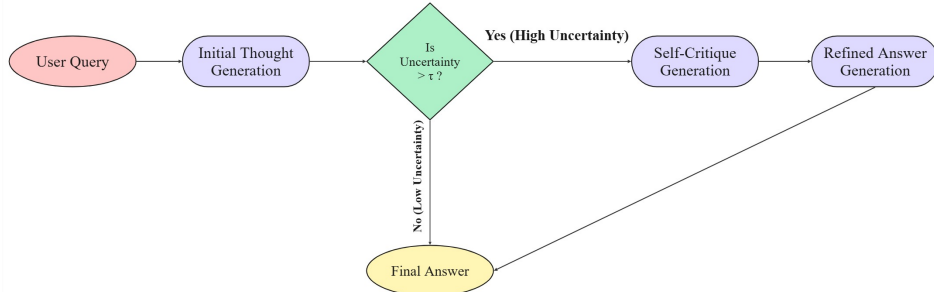 User Query
Initial Thought
Generation
Is
Uncertainty
> τ ?
Yes (High Uncertainty)
Self-Critique
Generation
Refined Answer
Generation
No (Low Uncertainty)
Final Answer